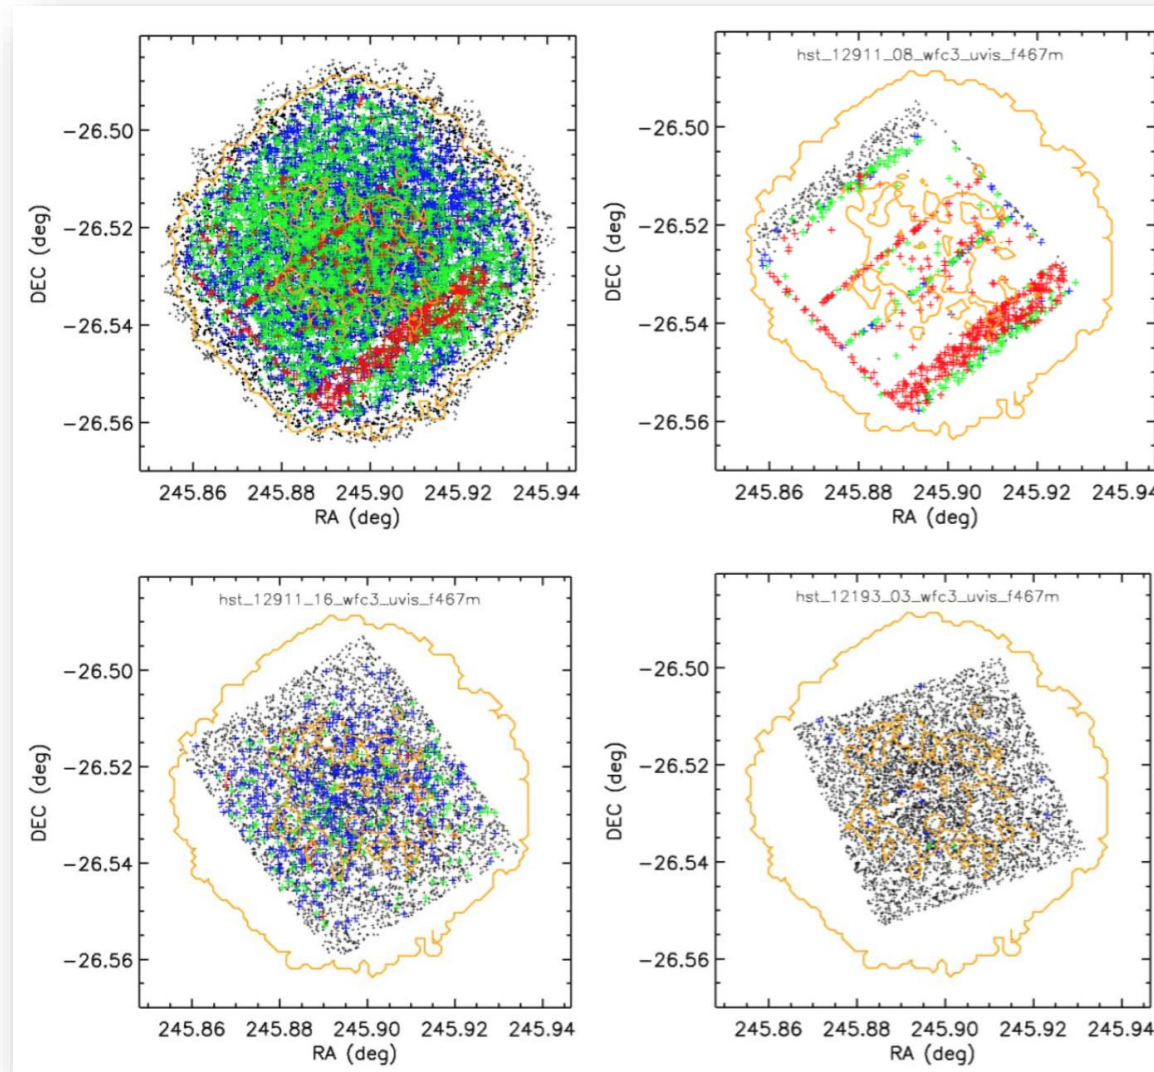 -26.50
-26.52
-26.54
-26.56
DEC (deg)
245.86 245.88 245.90 245.92 245.94
RA (deg)
hst_12911_08_wfc3_uvis_f467m
-26.50
-26.52
-26.54
-26.56
DEC (deg)
245.86 245.88 245.90 245.92 245.94
RA (deg)
hst_12911_16_wfc3_uvis_f467m
-26.50
-26.52
-26.54
-26.56
DEC (deg)
245.86 245.88 245.90 245.92 245.94
RA (deg)
hst_12193_03_wfc3_uvis_f467m
-26.50
-26.52
-26.54
-26.56
DEC (deg)
245.86 245.88 245.90 245.92 245.94
RA (deg)